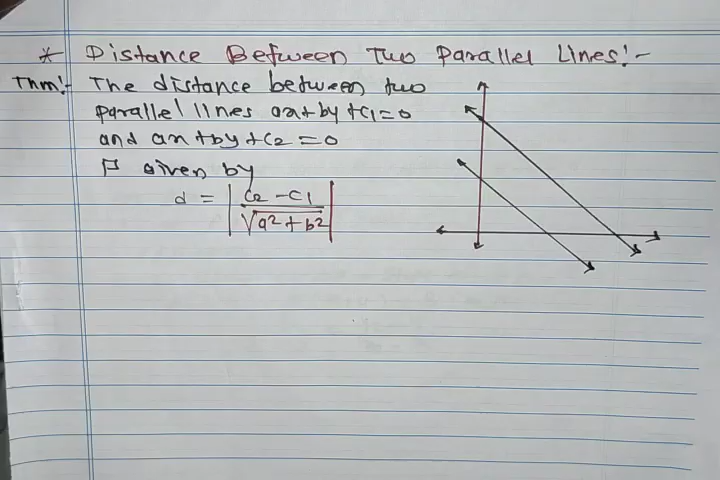 * Distance Between Two Parallel Lines:-
Thm:- The distance between two
parallel lines ax+by+c1=0
and ax+by+c2=0
given by
d = |c2-c1 / √a²+b²|